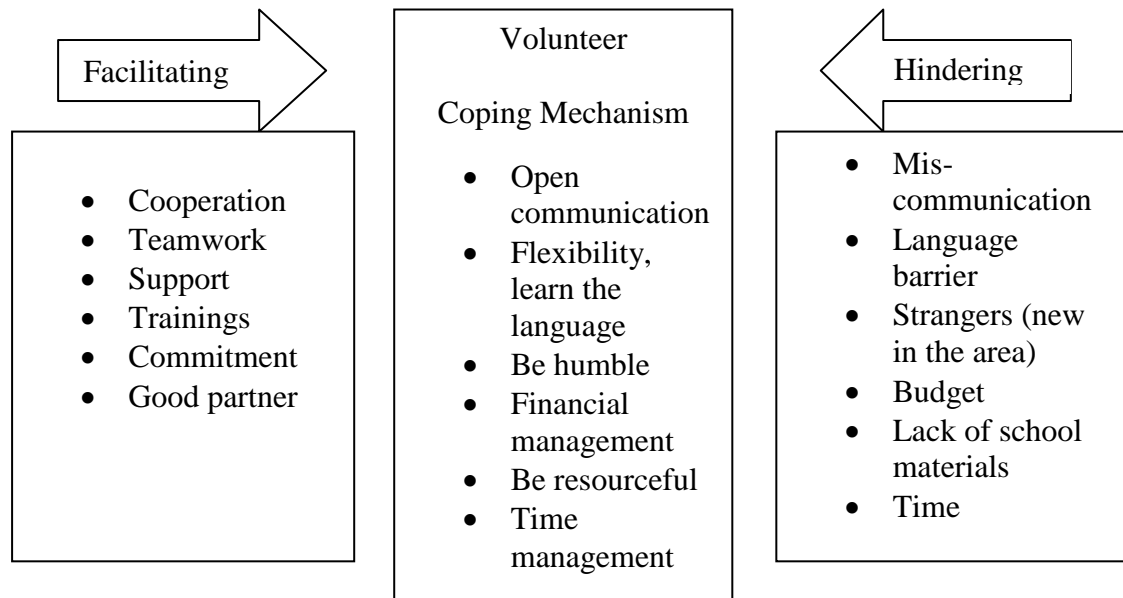 Facilitating
• Cooperation
• Teamwork
• Support
• Trainings
• Commitment
• Good partner
Volunteer
Coping Mechanism
• Open
communication
• Flexibility,
learn the
language
• Be humble
• Financial
management
• Be resourceful
• Time
management
Hindering
• Mis-
communication
• Language
barrier
• Strangers (new
in the area)
• Budget
• Lack of school
materials
• Time